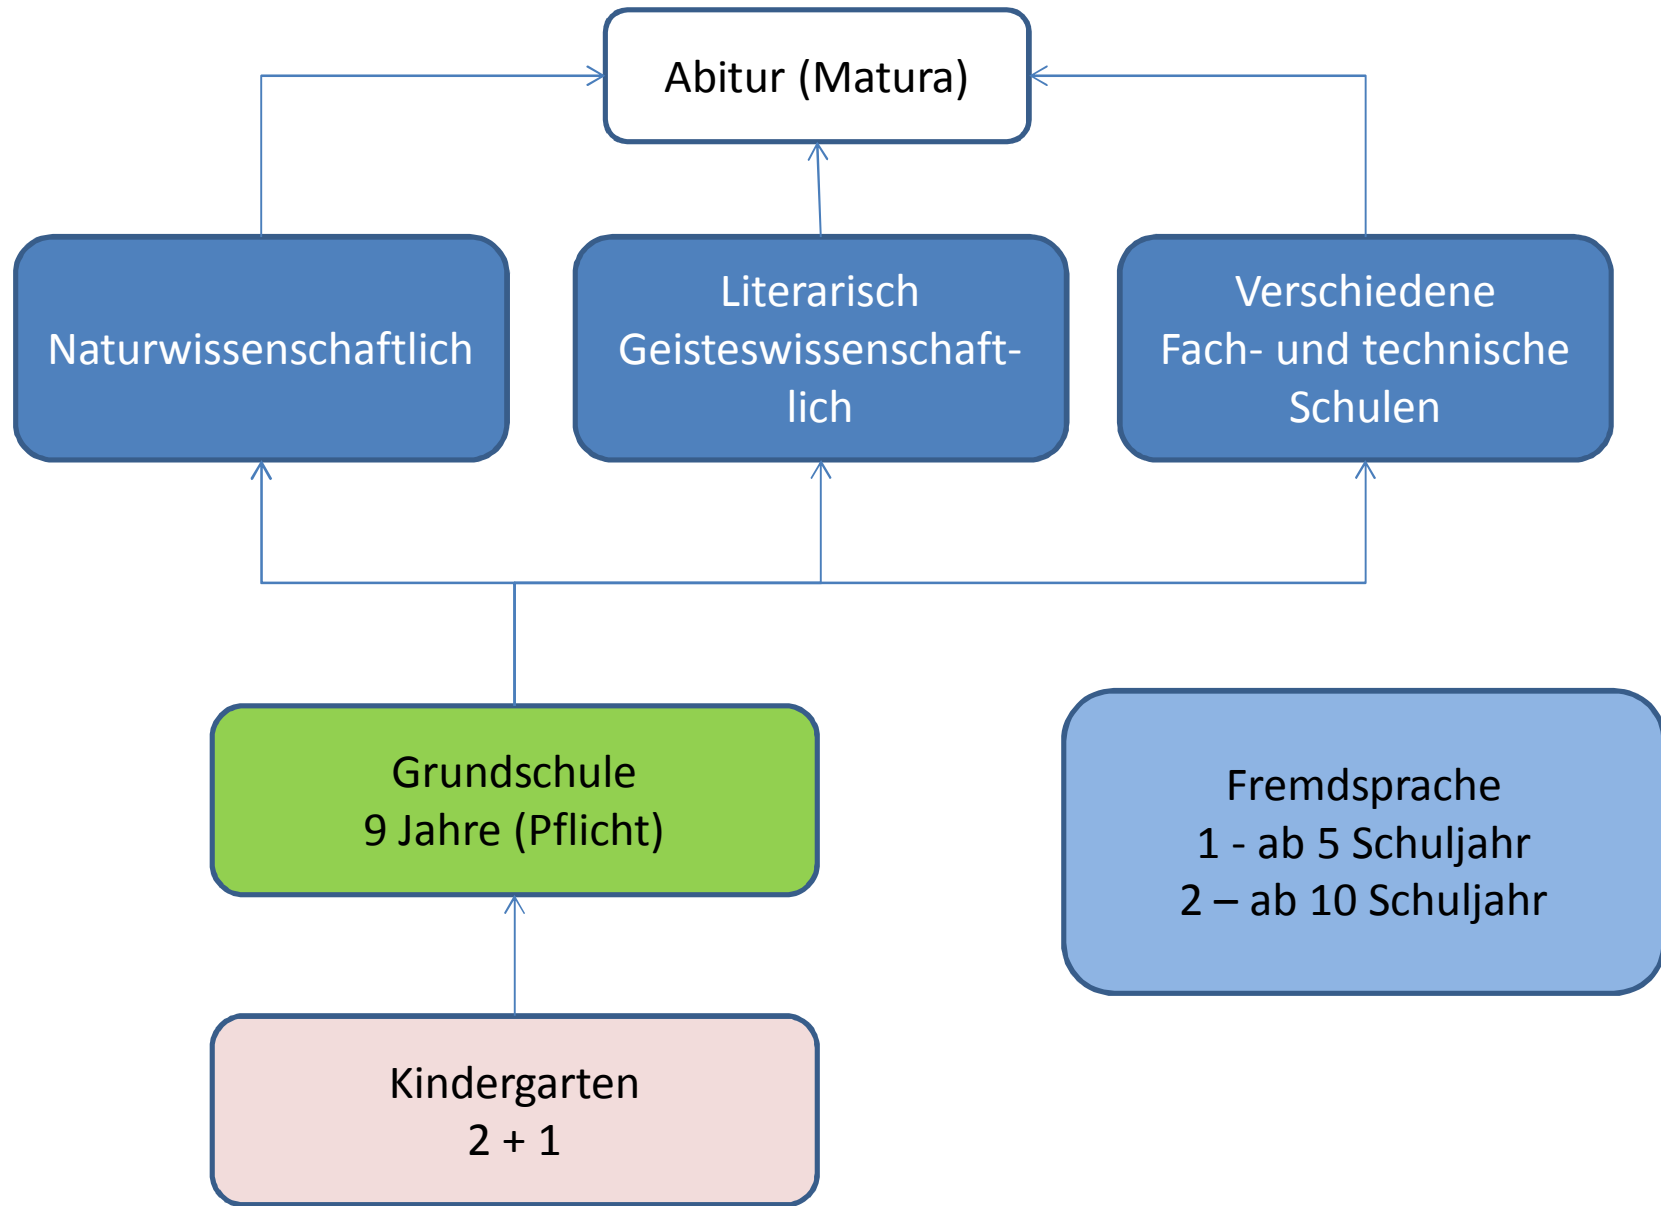 Abitur (Matura)
Naturwissenschaftlich
Literarisch
Geisteswissenschaft-
lich
Verschiedene
Fach- und technische
Schulen
Grundschule
9 Jahre (Pflicht)
Fremdsprache
1 - ab 5 Schuljahr
2 – ab 10 Schuljahr
Kindergarten
2 + 1